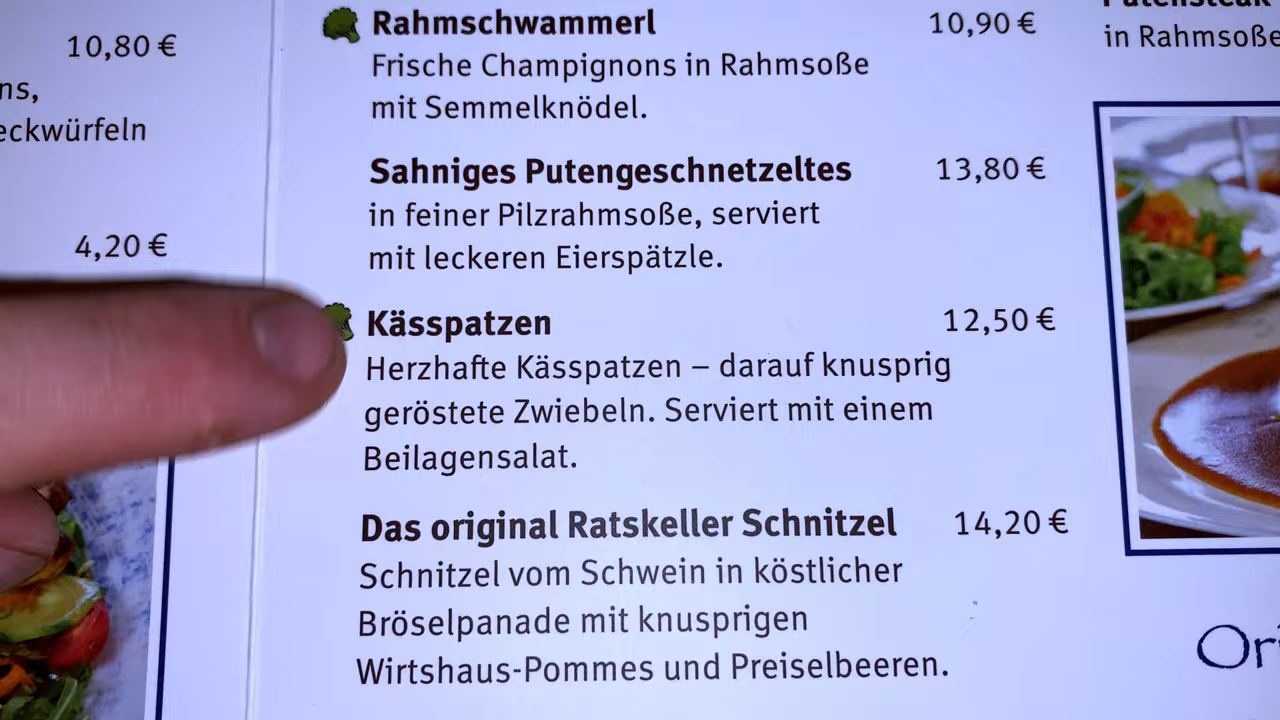 10,80 €
ns,
eckwürfeln
4,20 €
Rahmschwammerl 10,90 €
Frische Champignons in Rahmsoße
mit Semmelknödel.
Sahniges Putengeschnetzeltes 13,80 €
in feiner Pilzrahmsoße, serviert
mit leckeren Eierspätzle.
Kässpatzen 12,50 €
Herzhafte Kässpatzen – darauf knusprig
geröstete Zwiebeln. Serviert mit einem
Beilagensalat.
Das original Ratskeller Schnitzel 14,20 €
Schnitzel vom Schwein in köstlicher
Bröselpanade mit knusprigen
Wirtshaus-Pommes und Preiselbeeren.
Putensteak
in Rahmsoße
Ori